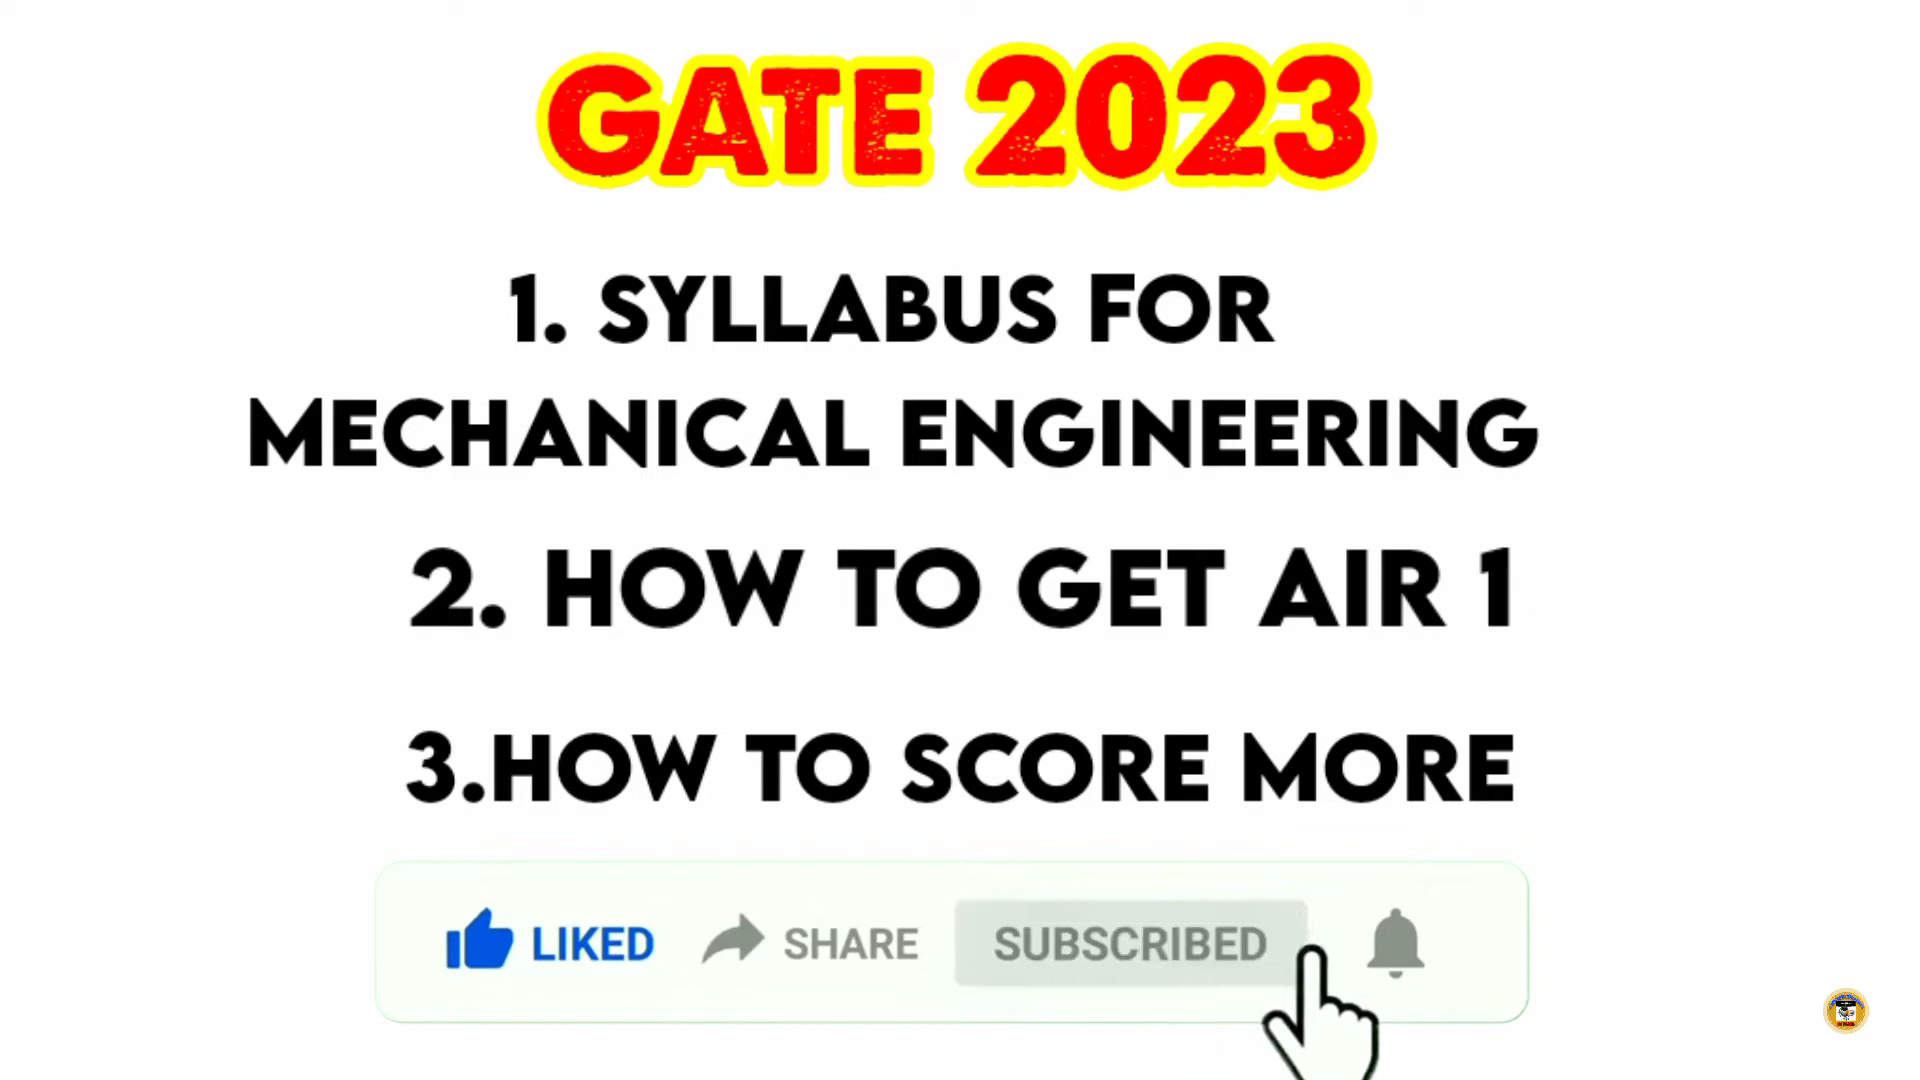 GATE 2023
1. SYLLABUS FOR
MECHANICAL ENGINEERING
2. HOW TO GET AIR 1
3.HOW TO SCORE MORE
LIKED SHARE SUBSCRIBED